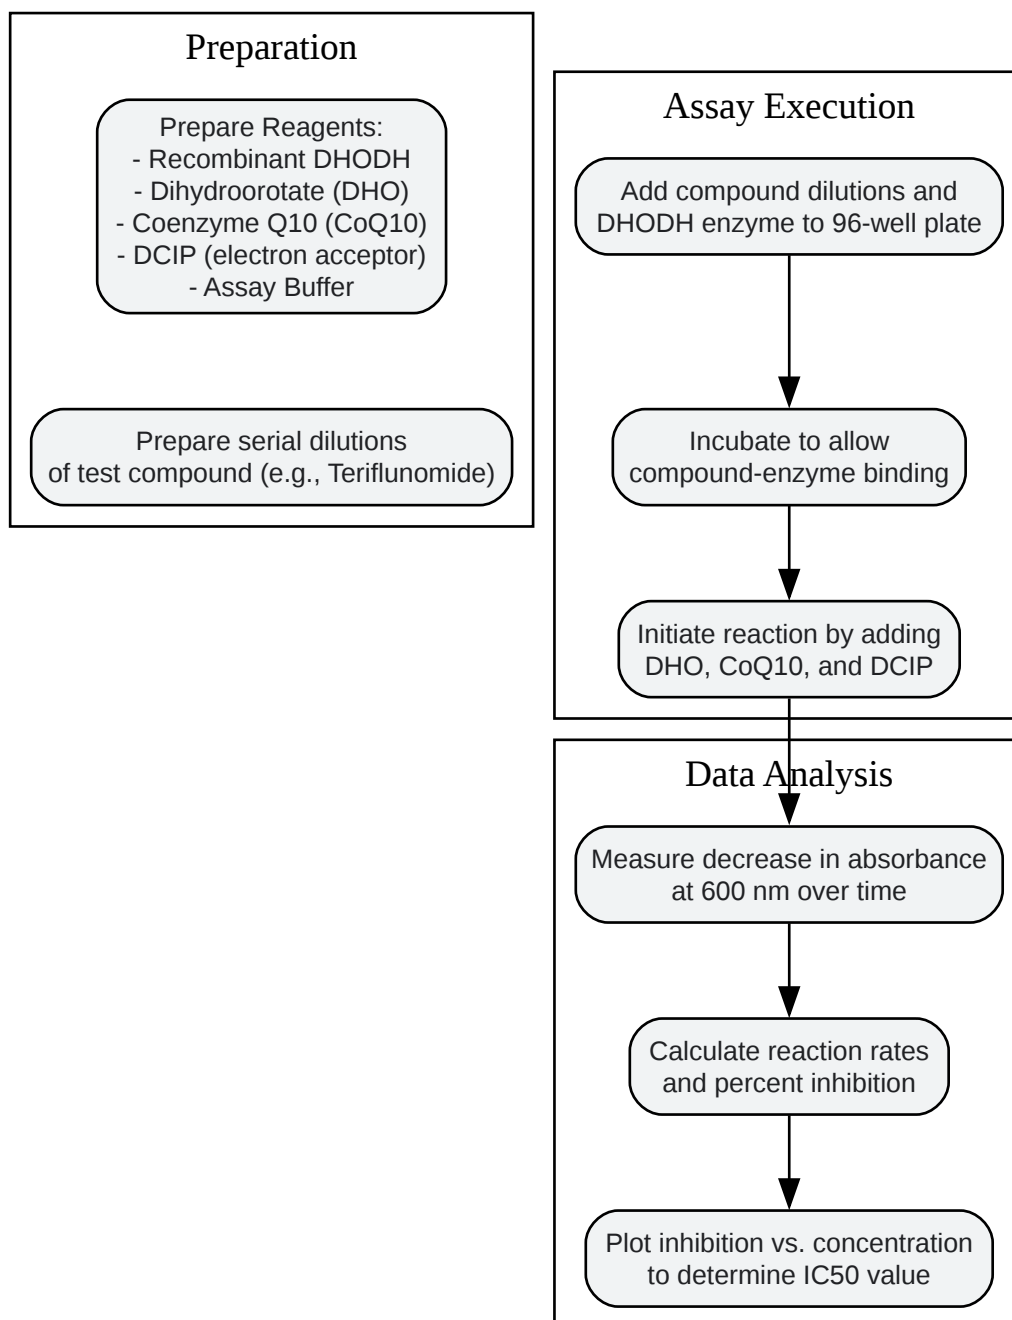 Preparation
Prepare Reagents:
- Recombinant DHODH
- Dihydroorotate (DHO)
- Coenzyme Q10 (CoQ10)
- DCIP (electron acceptor)
- Assay Buffer
Prepare serial dilutions
of test compound (e.g., Teriflunomide)
Assay Execution
Add compound dilutions and
DHODH enzyme to 96-well plate
Incubate to allow
compound-enzyme binding
Initiate reaction by adding
DHO, CoQ10, and DCIP
Data Analysis
Measure decrease in absorbance
at 600 nm over time
Calculate reaction rates
and percent inhibition
Plot inhibition vs. concentration
to determine IC50 value